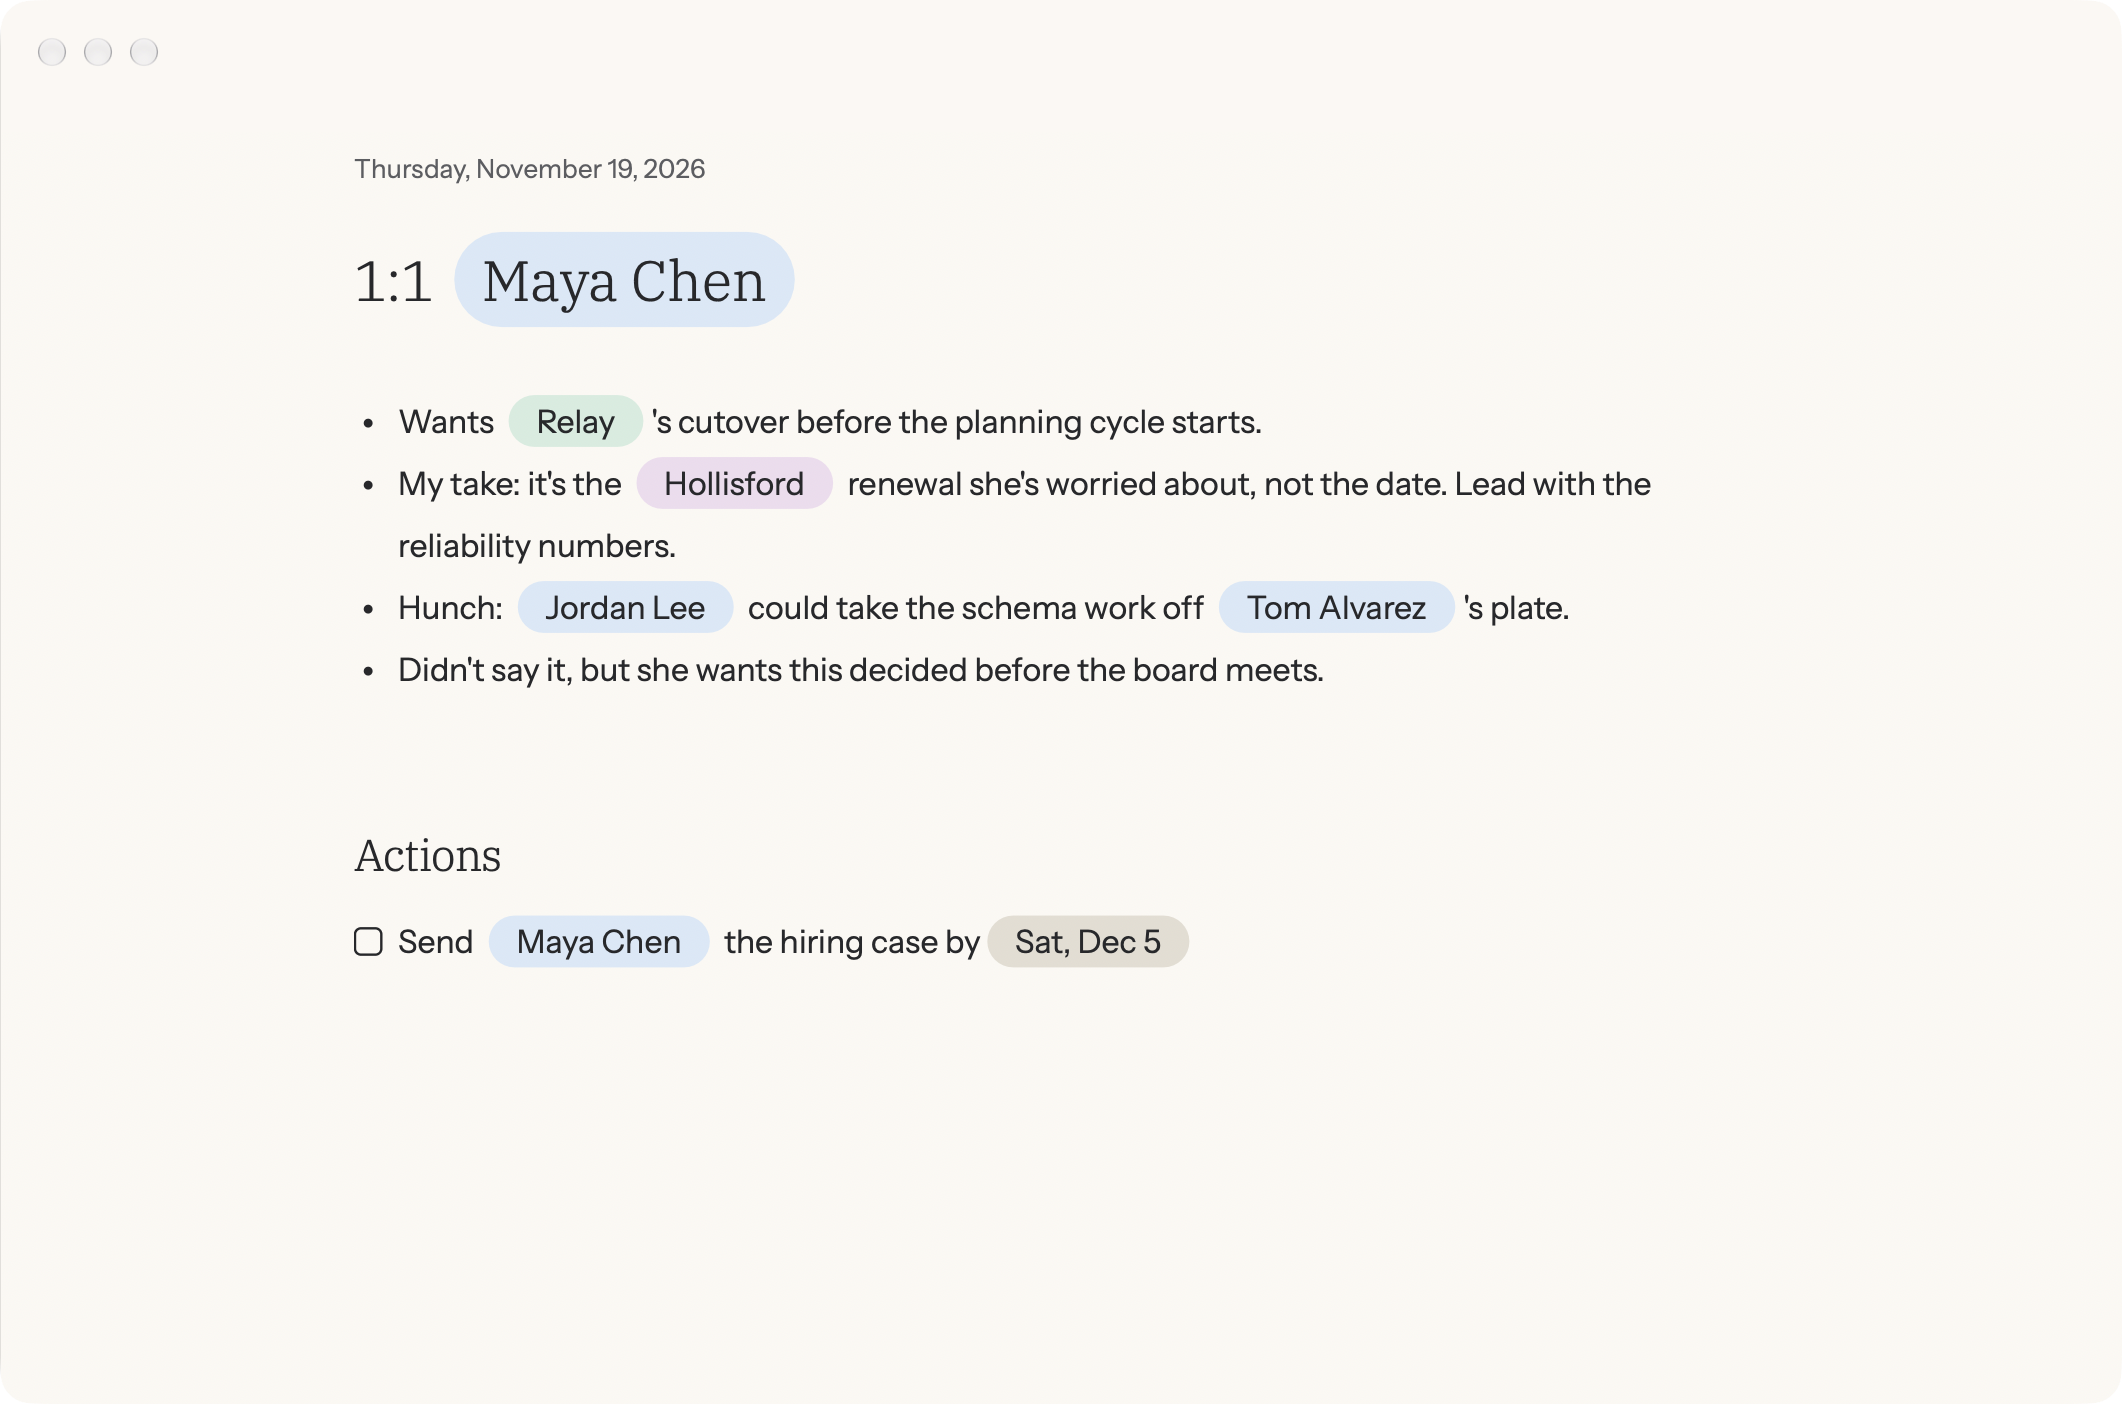 Thursday, November 19, 2026
1:1 Maya Chen
• Wants Relay 's cutover before the planning cycle starts.
• My take: it's the Hollisford renewal she's worried about, not the date. Lead with the
reliability numbers.
• Hunch: Jordan Lee could take the schema work off Tom Alvarez 's plate.
• Didn't say it, but she wants this decided before the board meets.
Actions
Send Maya Chen the hiring case by Sat, Dec 5